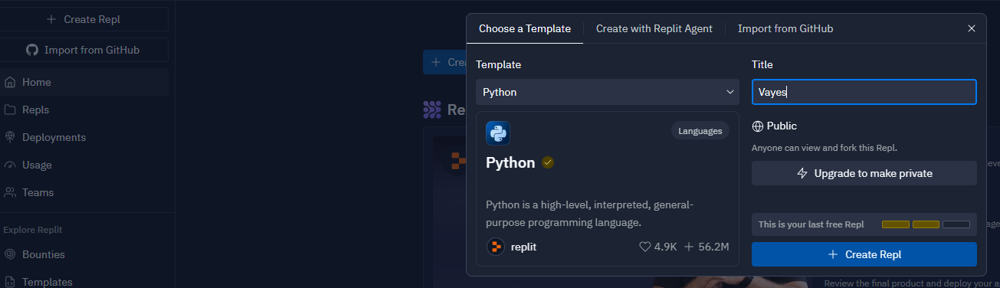 Create Repl
Import from GitHub
Home
Repls
Deployments
Usage
Teams
Explore Replit
Bounties
Templates
Choose a Template
Create with Replit Agent
Import from GitHub
Template
Python
Languages
Python
Python is a high-level, interpreted, general-
purpose programming language.
replit
4.9K
56.2M
Title
Vayes
Public
Anyone can view and fork this Repl.
Upgrade to make private
This is your last free Repl
Create Repl
Review the final product and deploy your a